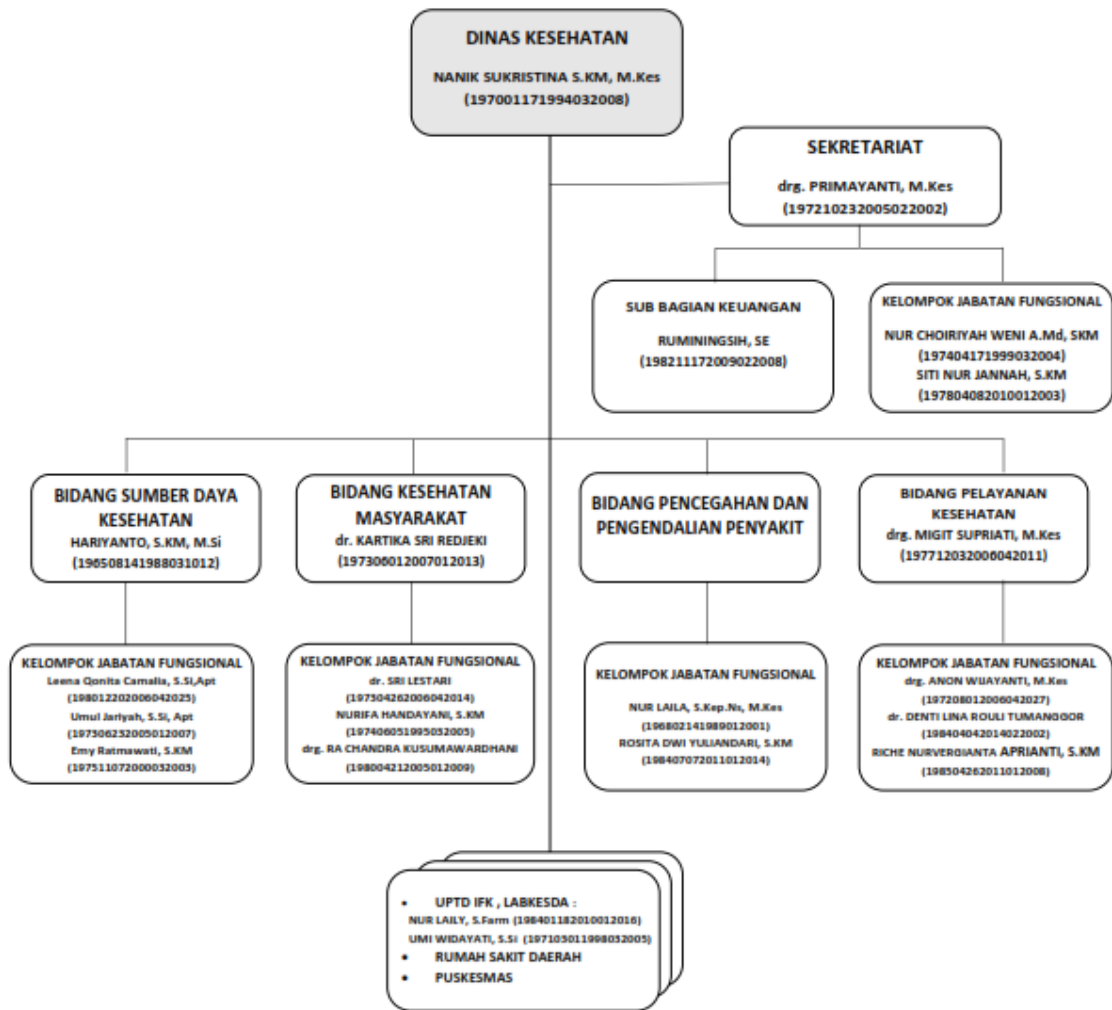 DINAS KESEHATAN
NANIK SUKRISTINA S.KM, M.Kes
(197001171994032008)
SEKRETARIAT
drg. PRIMAYANTI, M.Kes
(197210232005022002)
SUB BAGIAN KEUANGAN
RUMININGSIH, SE
(198211172009022008)
KELOMPOK JABATAN FUNGSIONAL
NUR CHOIRIYAH WENI A.Md, SKM
(197404171999032004)
SITI NUR JANNAH, S.KM
(197804082010012003)
BIDANG SUMBER DAYA
KESEHATAN
HARIYANTO, S.KM, M.Si
(196508141988031012)
BIDANG KESEHATAN
MASYARAKAT
dr. KARTIKA SRI REDJEKI
(197306012007012013)
BIDANG PENCEGAHAN DAN
PENGENDALIAN PENYAKIT
BIDANG PELAYANAN
KESEHATAN
drg. MIGIT SUPRIATI, M.Kes
(197712032006042011)
KELOMPOK JABATAN FUNGSIONAL
Leena Qonita Camalia, S.Si,Apt
(198012202006042025)
Umul Jariyah, S.Si, Apt
(197306232005012007)
Emy Ratmawati, S.KM
(197511072000032003)
KELOMPOK JABATAN FUNGSIONAL
dr. SRI LESTARI
(197304262006042014)
NURIFA HANDAYANI, S.KM
(197406051995032005)
drg. RA CHANDRA KUSUMAWARDHANI
(198004212005012009)
KELOMPOK JABATAN FUNGSIONAL
NUR LAILA, S.Kep.Ns, M.Kes
(196802141989012001)
ROSITA DWI YULIANDARI, S.KM
(198407072011012014)
KELOMPOK JABATAN FUNGSIONAL
drg. ANON WIJAYANTI, M.Kes
(197208012006042027)
dr. DENTI LINA ROULI TUMANGGOR
(198404042014022002)
RICHE NURVERGIANTA APRIANTI, S.KM
(198504262011012008)
• UPTD IFK , LABKESDA :
NUR LAILY, S.Farm (198401182010012016)
UMI WIDAYATI, S.Si (197105011998032005)
• RUMAH SAKIT DAERAH
• PUSKESMAS